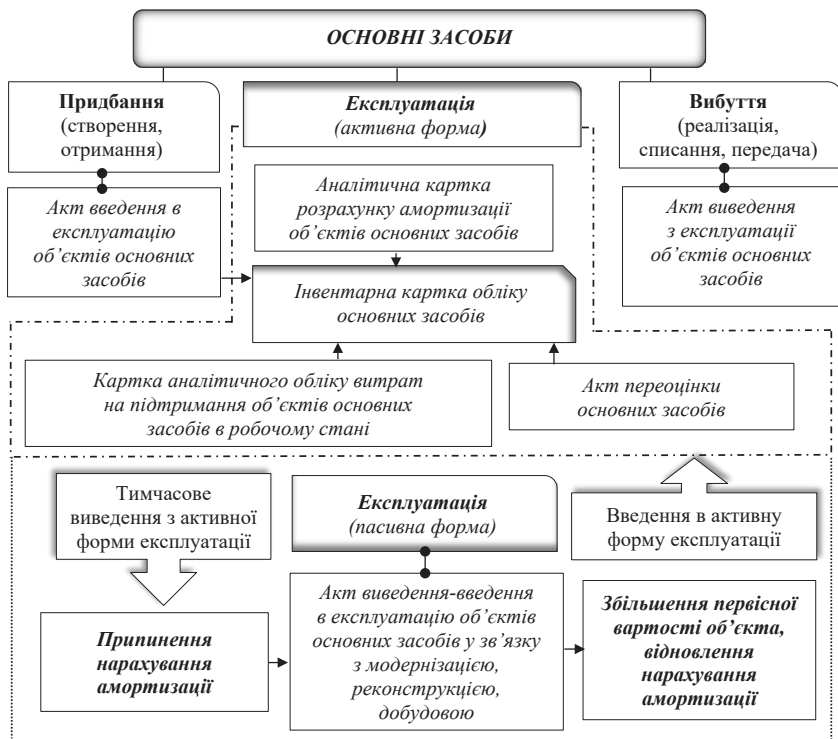 ОСНОВНІ ЗАСОБИ
Придбання
(створення,
отримання)
Експлуатація
(активна форма)
Вибуття
(реалізація,
списання, передача)
Акт введення в
експлуатацію
об’єктів основних
засобів
Аналітична картка
розрахунку амортизації
об’єктів основних засобів
Акт виведення
з експлуатації
об’єктів основних
засобів
Інвентарна картка обліку
основних засобів
Картка аналітичного обліку витрат
на підтримання об’єктів основних
засобів в робочому стані
Акт переоцінки
основних засобів
Тимчасове
виведення з активної
форми експлуатації
Експлуатація
(пасивна форма)
Введення в активну
форму експлуатації
Припинення
нарахування
амортизації
Акт виведення-введення
в експлуатацію об’єктів
основних засобів у зв’язку
з модернізацією,
реконструкцією,
добудовою
Збільшення первісної
вартості об’єкта,
відновлення
нарахування
амортизації